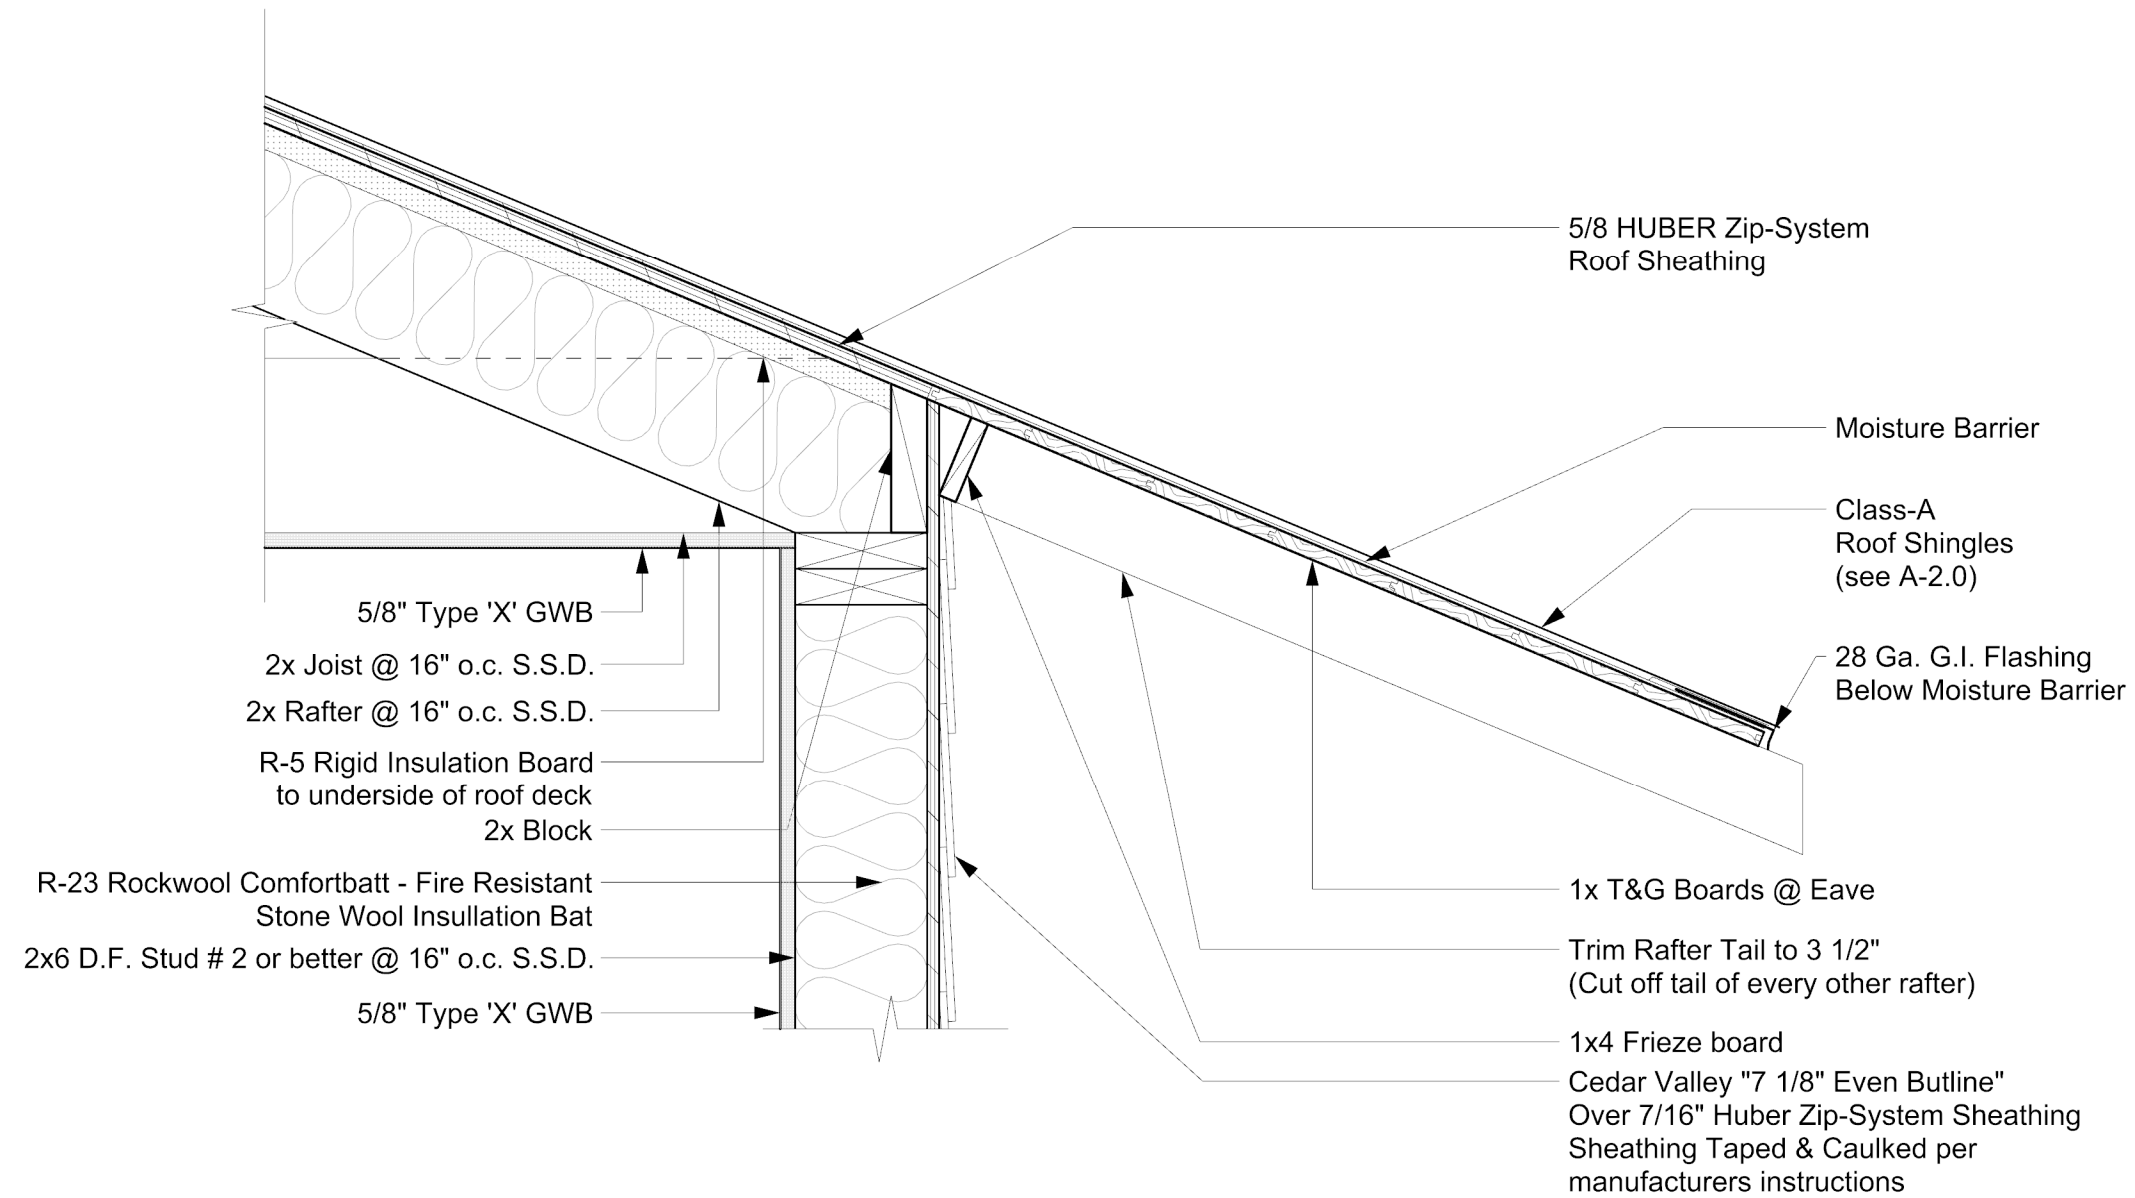 5/8 HUBER Zip-System
Roof Sheathing
Moisture Barrier
Class-A
Roof Shingles
(see A-2.0)
28 Ga. G.I. Flashing
Below Moisture Barrier
5/8" Type 'X' GWB
2x Joist @ 16" o.c. S.S.D.
2x Rafter @ 16" o.c. S.S.D.
R-5 Rigid Insulation Board
to underside of roof deck
2x Block
R-23 Rockwool Comfortbatt - Fire Resistant
Stone Wool Insullation Bat
2x6 D.F. Stud # 2 or better @ 16" o.c. S.S.D.
5/8" Type 'X' GWB
1x T&G Boards @ Eave
Trim Rafter Tail to 3 1/2"
(Cut off tail of every other rafter)
1x4 Frieze board
Cedar Valley "7 1/8" Even Butline"
Over 7/16" Huber Zip-System Sheathing
Sheathing Taped & Caulked per
manufacturers instructions